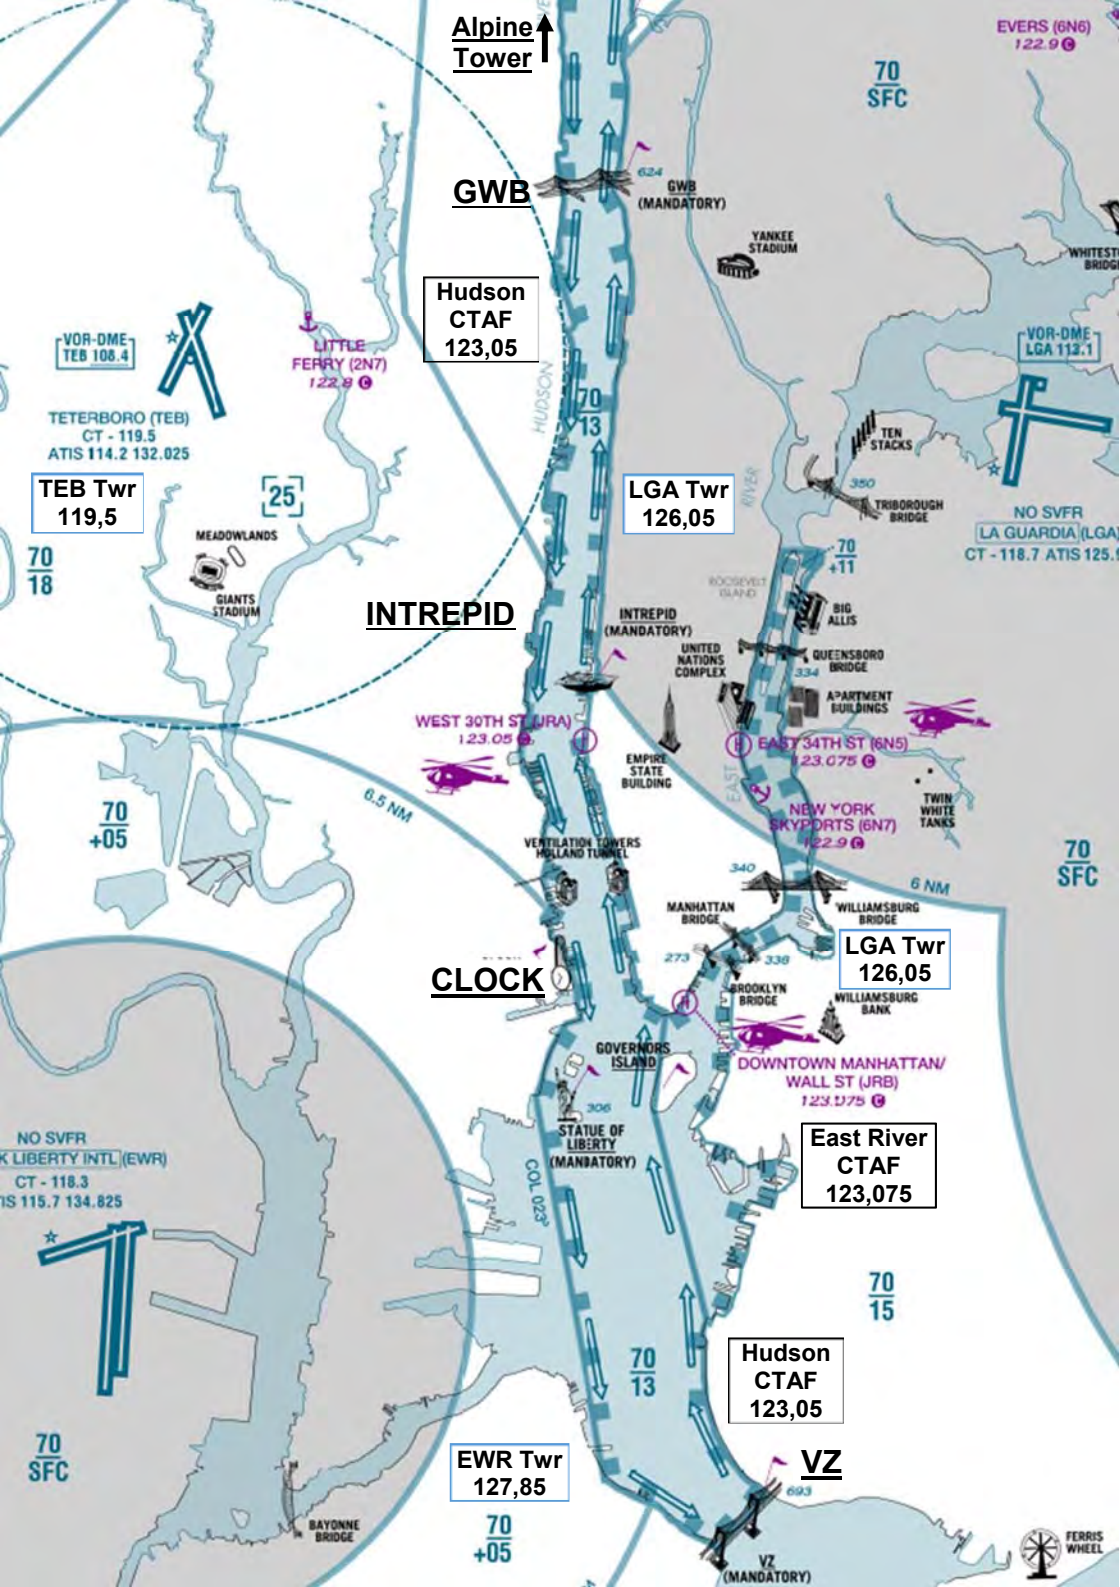 Alpine
Tower
EVERS (6N6)
122.9 C
70
SFC
GWB
624
GWB
(MANDATORY)
YANKEE
STADIUM
BRIDGE
Hudson
CTAF
123,05
HUDSON
VOR-DME
TEB 108.4
LITTLE
FERRY (2N7)
122.8 C
VOR-DME
LGA 113.1
TETERBORO (TEB)
CT - 119.5
ATIS 114.2 132.025
70
13
TEN
STACKS
TEB Twr
119,5
25
LGA Twr
126,05
RIVER
350
TRIBOROUGH
BRIDGE
NO SVFR
LA GUARDIA (LGA)
CT - 118.7 ATIS 125.9
MEADOWLANDS
70
18
GIANTS
STADIUM
70
+11
ROOSEVELT
ISLAND
BIG
ALLIS
INTREPID
INTREPID
(MANDATORY)
UNITED
NATIONS
COMPLEX
QUEENSBORO
BRIDGE
334
APARTMENT
BUILDINGS
WEST 30TH ST (JRA)
123.05 C
H
EAST 34TH ST (6N5)
123.075 C
EMPIRE
STATE
BUILDING
EAST
6.5 NM
NEW YORK
SKYPORTS (6N7)
122.9 C
TWIN
WHITE
TANKS
70
+05
VENTILATION TOWERS
HOLLAND TUNNEL
340
6 NM
70
SFC
MANHATTAN
BRIDGE
WILLIAMSBURG
BRIDGE
273
338
LGA Twr
126,05
CLOCK
BROOKLYN
BRIDGE
WILLIAMSBURG
BANK
H
GOVERNORS
ISLAND
DOWNTOWN MANHATTAN/
WALL ST (JRB)
123.075 C
306
STATUE OF
LIBERTY
(MANDATORY)
NO SVFR
K LIBERTY INTL (EWR)
CT - 118.3
IS 115.7 134.825
East River
CTAF
123,075
COL 023°
70
15
70
13
Hudson
CTAF
123,05
70
SFC
EWR Twr
127,85
VZ
693
BAYONNE
BRIDGE
70
+05
VZ
(MANDATORY)
FERRIS
WHEEL